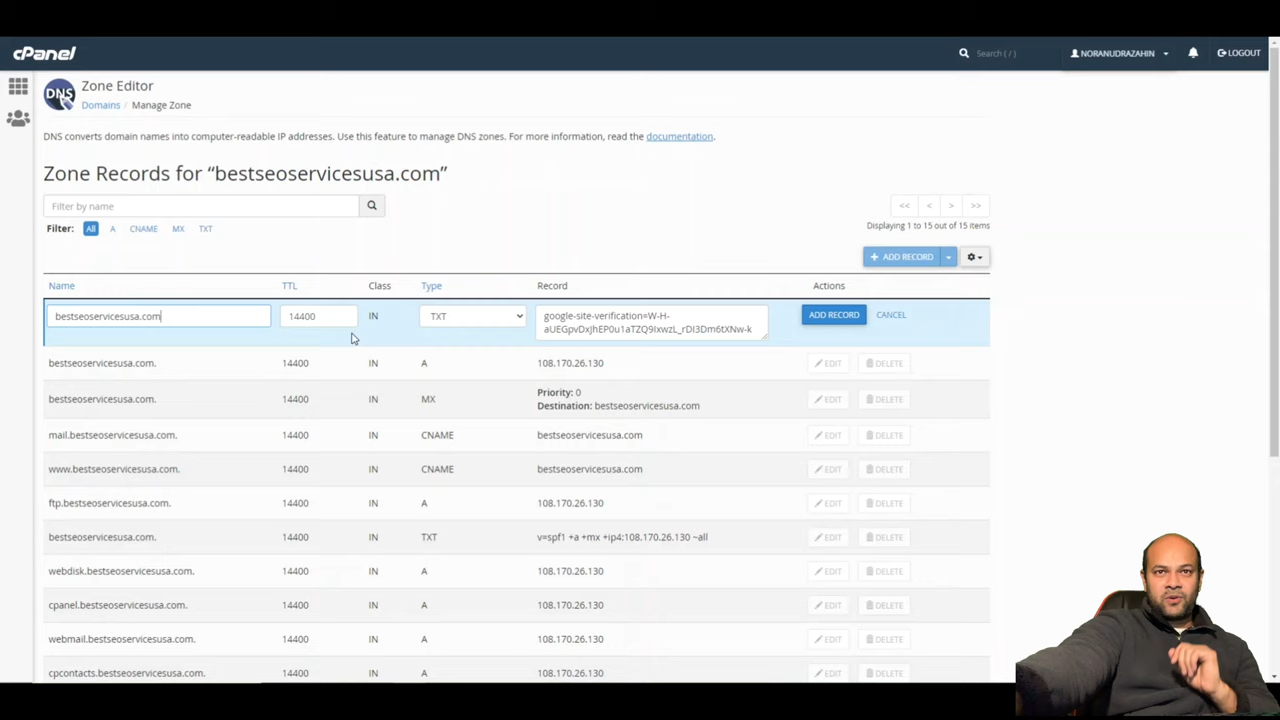 cPanel
Search ( / )
NORANUDRAZAHIN
LOGOUT
DNS
Zone Editor
Domains / Manage Zone
DNS converts domain names into computer-readable IP addresses. Use this feature to manage DNS zones. For more information, read the documentation.
Zone Records for “bestseoservicesusa.com”
Filter by name
<< < > >>
Filter: All A CNAME MX TXT
Displaying 1 to 15 out of 15 items
+ ADD RECORD
Name TTL Class Type Record Actions
bestseoservicesusa.com 14400 IN TXT google-site-verification=W-H-
aUEGpvDxJhEP0u1aTZQ9IxwzL_rDI3Dm6tXNw-k
ADD RECORD CANCEL
bestseoservicesusa.com. 14400 IN A 108.170.26.130 EDIT DELETE
bestseoservicesusa.com. 14400 IN MX Priority: 0
Destination: bestseoservicesusa.com EDIT DELETE
mail.bestseoservicesusa.com. 14400 IN CNAME bestseoservicesusa.com EDIT DELETE
www.bestseoservicesusa.com. 14400 IN CNAME bestseoservicesusa.com EDIT DELETE
ftp.bestseoservicesusa.com. 14400 IN A 108.170.26.130 EDIT DELETE
bestseoservicesusa.com. 14400 IN TXT v=spf1 +a +mx +ip4:108.170.26.130 ~all EDIT DELETE
webdisk.bestseoservicesusa.com. 14400 IN A 108.170.26.130 EDIT DELETE
cpanel.bestseoservicesusa.com. 14400 IN A 108.170.26.130 EDIT DELETE
webmail.bestseoservicesusa.com. 14400 IN A 108.170.26.130 EDIT DELETE
cpcontacts.bestseoservicesusa.com. 14400 IN A 108.170.26.130 EDIT DELETE